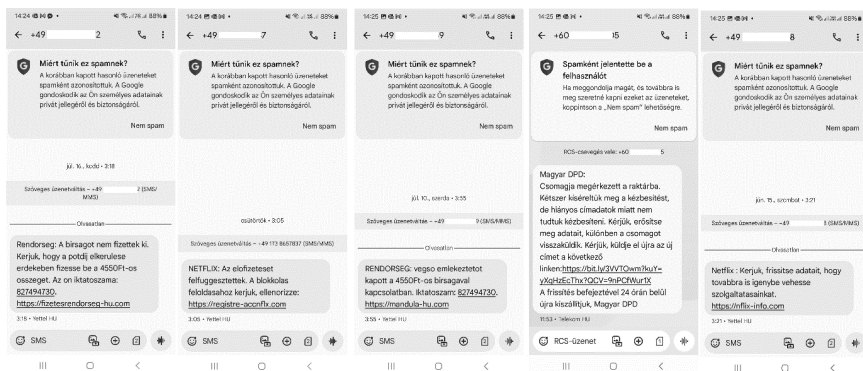 14:24
88%
+49 2
Miért tűnik ez spamnek?
A korábban kapott hasonló üzeneteket
spamként azonosítottuk. A Google
gondoskodik az Ön személyes adatainak
privát jellegéről és biztonságáról.
Nem spam
júl. 16., kedd • 3:18
Szöveges üzenetváltás – +49 2 (SMS/
MMS)
Olvasatlan
Rendorseg: A birsagot nem fizettek ki.
Kerjuk, hogy a potdij elkerulese
erdekeben fizesse be a 4550Ft-os
osszeget. Az on iktatoszama:
827494730.
https://fizetesrendorseg-hu.com
3:18 • Yettel HU
SMS
14:24
88%
+49 7
Miért tűnik ez spamnek?
A korábban kapott hasonló üzeneteket
spamként azonosítottuk. A Google
gondoskodik az Ön személyes adatainak
privát jellegéről és biztonságáról.
Nem spam
csütörtök • 3:05
Szöveges üzenetváltás – +49 173 8657837 (SMS/MMS)
NETFLIX: Az elofizeteset
felfuggesztettek. A blokkolas
feloldasahoz kerjuk, ellenorizze:
https://registre-accnflx.com
3:05 • Yettel HU
SMS
14:25
88%
+49 9
Miért tűnik ez spamnek?
A korábban kapott hasonló üzeneteket
spamként azonosítottuk. A Google
gondoskodik az Ön személyes adatainak
privát jellegéről és biztonságáról.
Nem spam
júl. 10., szerda • 3:55
Szöveges üzenetváltás – +49 9 (SMS/MMS)
Olvasatlan
RENDORSEG: vegso emlekeztetot
kapott a 4550Ft-os birsagaval
kapcsolatban. Iktatoszam: 827494730.
https://mandula-hu.com
3:55 • Yettel HU
SMS
14:25
88%
+60 35
Spamként jelentette be a
felhasználót
Ha meggondolja magát, és továbbra is
meg szeretné kapni ezeket az üzeneteket,
koppintson a „Nem spam" lehetőségre.
Nem spam
RCS-csevegés vele: +60 5
Magyar DPD:
Csomagja megérkezett a raktárba.
Kétszer kíséreltük meg a kézbesítést,
de hiányos címadatok miatt nem
tudtuk kézbesíteni. Kérjük, erősítse
meg adatait, különben a csomagot
visszaküldik. Kérjük, küldje el újra az új
címet a következő
linken:https://bit.ly/3VVTOwm?kuY=
yXqHzEcThx?QCV=9nPCfWur1X
A frissítés befejeztével 24 órán belül
újra kiszállítjuk, Magyar DPD
11:53 • Telekom HU
RCS-üzenet
14:25
88%
+49 8
Miért tűnik ez spamnek?
A korábban kapott hasonló üzeneteket
spamként azonosítottuk. A Google
gondoskodik az Ön személyes adatainak
privát jellegéről és biztonságáról.
Nem spam
jún. 15., szombat • 3:21
Szöveges üzenetváltás – +49 8 (SMS/MMS)
Olvasatlan
Netflix : Kerjuk, frissitse adatait, hogy
tovabbra is igenybe vehesse
szolgaltatasainkat.
https://nflix-info.com
3:21 • Yettel HU
SMS